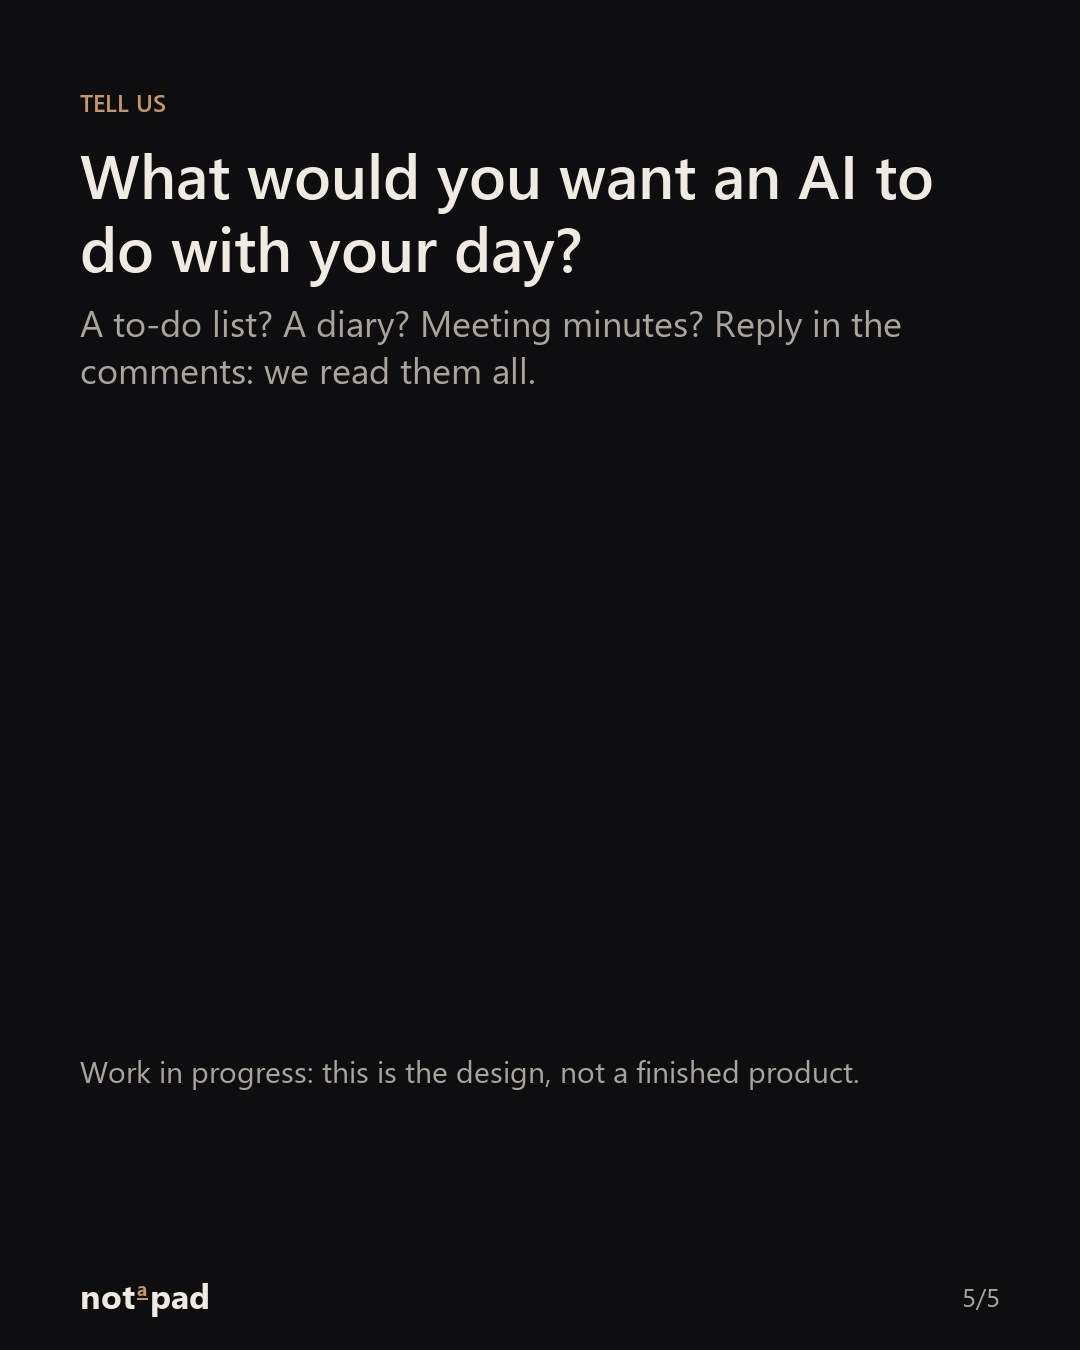 TELL US
What would you want an AI to
do with your day?
A to-do list? A diary? Meeting minutes? Reply in the
comments: we read them all.
Work in progress: this is the design, not a finished product.
notªpad
5/5